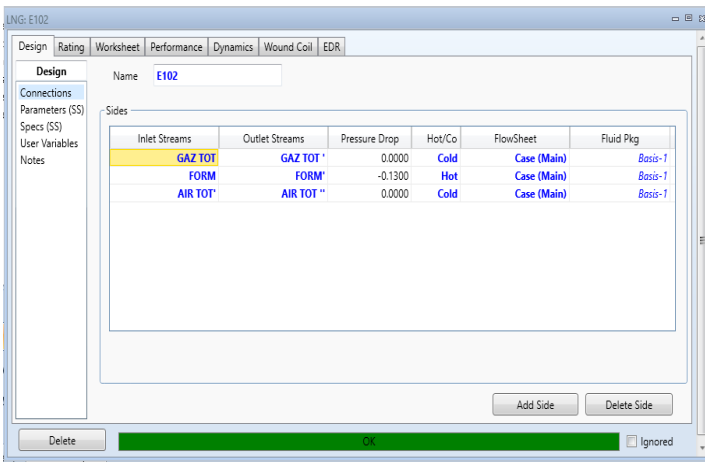 LNG: E102
Design Rating Worksheet Performance Dynamics Wound Coil EDR
Design
Connections
Parameters (SS)
Specs (SS)
User Variables
Notes
Name E102
Sides
Inlet Streams Outlet Streams Pressure Drop Hot/Co FlowSheet Fluid Pkg
GAZ TOT GAZ TOT ' 0.0000 Cold Case (Main) Basis-1
FORM FORM' -0.1300 Hot Case (Main) Basis-1
AIR TOT' AIR TOT '' 0.0000 Cold Case (Main) Basis-1
Add Side Delete Side
Delete OK Ignored